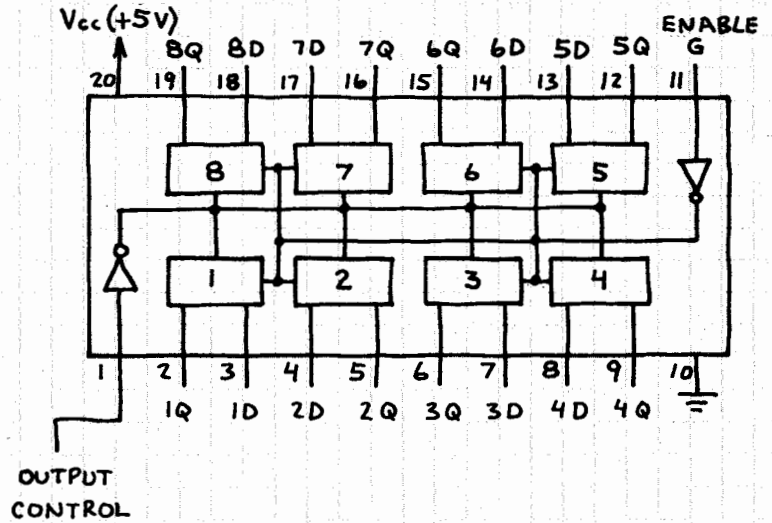 Vcc (+5V)
ENABLE
8Q 8D 7D 7Q 6Q 6D 5D 5Q G
20 19 18 17 16 15 14 13 12 11
8 7 6 5
1 2 3 4
1 2 3 4 5 6 7 8 9 10
1Q 1D 2D 2Q 3Q 3D 4D 4Q
OUTPUT
CONTROL